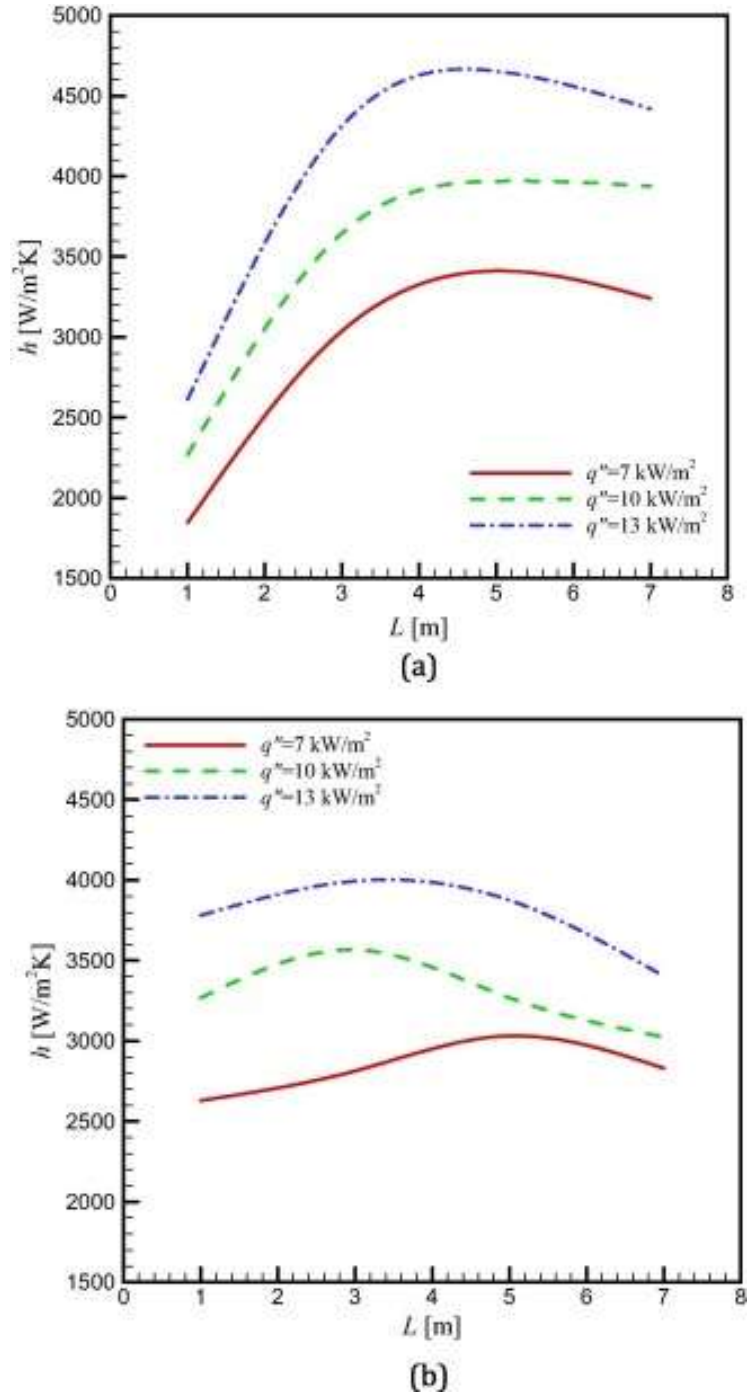 5000
4500
4000
3500
3000
2500
2000
1500
h [W/m²K]
q"=7 kW/m²
q"=10 kW/m²
q"=13 kW/m²
0 1 2 3 4 5 6 7 8
L [m]
(a)
5000
4500
4000
3500
3000
2500
2000
1500
h [W/m²K]
q"=7 kW/m²
q"=10 kW/m²
q"=13 kW/m²
0 1 2 3 4 5 6 7 8
L [m]
(b)